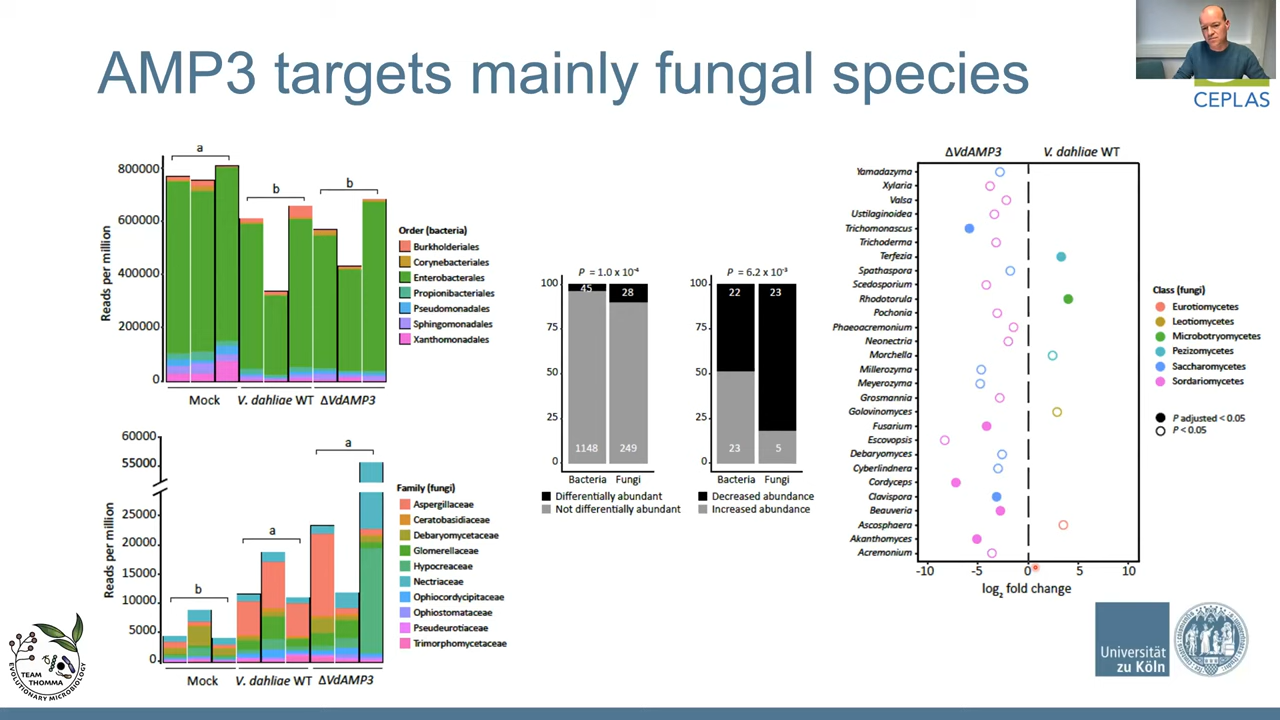 AMP3 targets mainly fungal species
CEPLAS
a
b
b
800000
600000
400000
200000
0
Reads per million
Mock
V. dahliae WT
ΔVdAMP3
Order (bacteria)
Burkholderiales
Corynebacteriales
Enterobacterales
Propionibacteriales
Pseudomonadales
Sphingomonadales
Xanthomonadales
60000
55000
25000
20000
15000
10000
5000
0
Reads per million
b
a
a
Mock
V. dahliae WT
ΔVdAMP3
Family (fungi)
Aspergillaceae
Ceratobasidiaceae
Debaryomycetaceae
Glomerellaceae
Hypocreaceae
Nectriaceae
Ophiocordycipitaceae
Ophiostomataceae
Pseudeurotiaceae
Trimorphomycetaceae
P = 1.0 x 10⁻⁴
100
75
50
25
0
45
28
1148
249
Bacteria
Fungi
Differentially abundant
Not differentially abundant
P = 6.2 x 10⁻³
100
75
50
25
0
22
23
23
5
Bacteria
Fungi
Decreased abundance
Increased abundance
ΔVdAMP3
V. dahliae WT
Yamadazyma
Xylaria
Valsa
Ustilaginoidea
Trichomonascus
Trichoderma
Terfezia
Spathaspora
Scedosporium
Rhodotorula
Pochonia
Phaeoacremonium
Neonectria
Morchella
Millerozyma
Meyerozyma
Grosmannia
Golovinomyces
Fusarium
Escovopsis
Debaryomyces
Cyberlindnera
Cordyceps
Clavispora
Beauveria
Ascosphaera
Akanthomyces
Acremonium
-10
-5
0
5
10
log₂ fold change
Class (fungi)
Eurotiomycetes
Leotiomycetes
Microbotryomycetes
Pezizomycetes
Saccharomycetes
Sordariomycetes
P adjusted < 0.05
P < 0.05
TEAM
THOMMA
EVOLUTIONARY MICROBIOLOGY
Universität
zu Köln